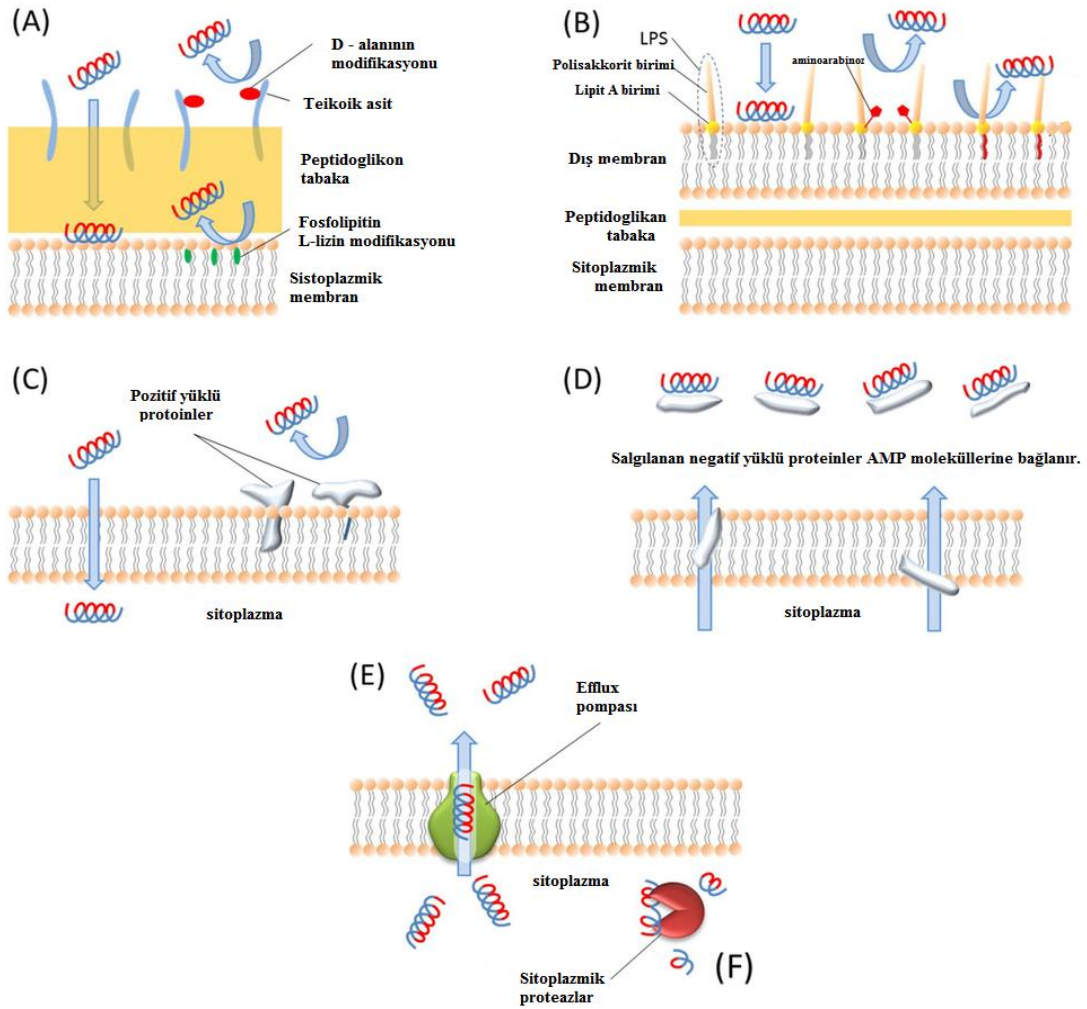 (A)
D - alanının
modifikasyonu
Teikoik asit
Peptidoglikon
tabaka
Fosfolipitin
L-lizin modifikasyonu
Sistoplazmik
membran
(B)
LPS
Polisakkorit birimi
aminoarabinor
Lipit A birimi
Dış membran
Peptidoglikan
tabaka
Sitoplazmik
membran
(C)
Pozitif yüklü
protoinler
sitoplazma
(D)
Salgılanan negatif yüklü proteinler AMP moleküllerine bağlanır.
sitoplazma
(E)
Efflux
pompası
sitoplazma
(F)
Sitoplazmik
proteazlar